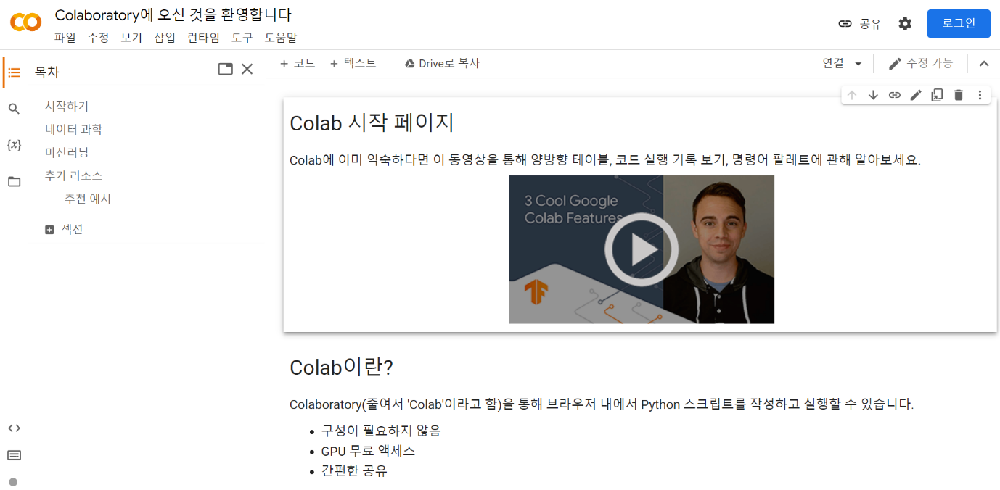 Colaboratory에 오신 것을 환영합니다
파일 수정 보기 삽입 런타임 도구 도움말
공유
로그인
목차
시작하기
데이터 과학
머신러닝
추가 리소스
추천 예시
섹션
+ 코드 + 텍스트 Drive로 복사
연결 수정 가능
Colab 시작 페이지
Colab에 이미 익숙하다면 이 동영상을 통해 양방향 테이블, 코드 실행 기록 보기, 명령어 팔레트에 관해 알아보세요.
3 Cool Google
Colab Features
Colab이란?
Colaboratory(줄여서 'Colab'이라고 함)을 통해 브라우저 내에서 Python 스크립트를 작성하고 실행할 수 있습니다.
• 구성이 필요하지 않음
• GPU 무료 액세스
• 간편한 공유
{x}